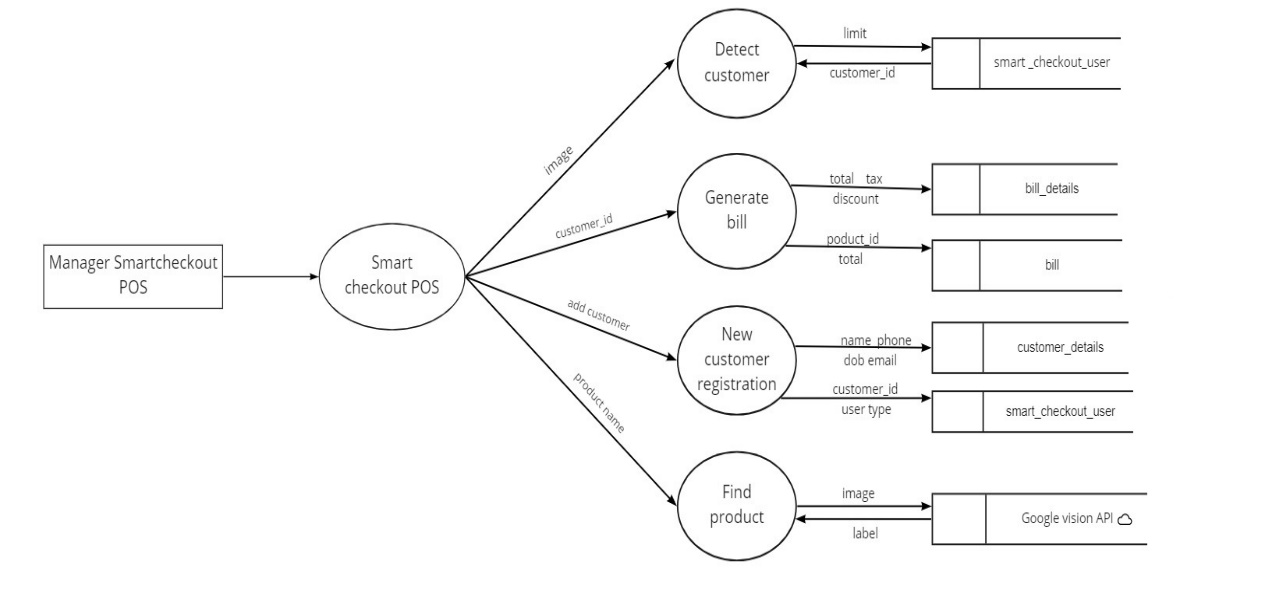 Manager Smartcheckout
POS
Smart
checkout POS
image
customer_id
add customer
product name
Detect
customer
limit
customer_id
smart _checkout_user
Generate
bill
total tax
discount
bill_details
poduct_id
total
bill
New
customer
registration
name phone
dob email
customer_details
customer_id
user type
smart_checkout_user
Find
product
image
label
Google vision API